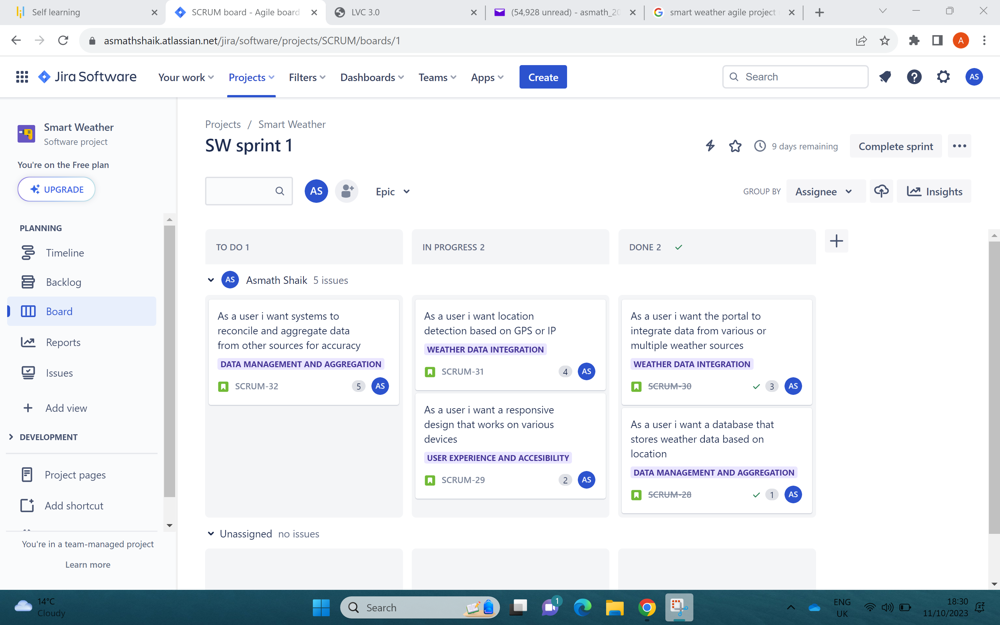 Self learning
SCRUM board - Agile board
LVC 3.0
(54,928 unread) - asmath_20
smart weather agile project
asmathshaik.atlassian.net/jira/software/projects/SCRUM/boards/1
A
Jira Software
Your work
Projects
Filters
Dashboards
Teams
Apps
Create
Search
AS
Smart Weather
Software project
You're on the Free plan
UPGRADE
PLANNING
Timeline
Backlog
Board
Reports
Issues
Add view
DEVELOPMENT
Project pages
Add shortcut
You're in a team-managed project
Learn more
Projects / Smart Weather
SW sprint 1
9 days remaining
Complete sprint
AS
Epic
GROUP BY
Assignee
Insights
TO DO 1
IN PROGRESS 2
DONE 2
AS Asmath Shaik 5 issues
As a user i want systems to
reconcile and aggregate data
from other sources for accuracy
DATA MANAGEMENT AND AGGREGATION
SCRUM-32 5 AS
As a user i want location
detection based on GPS or IP
WEATHER DATA INTEGRATION
SCRUM-31 4 AS
As a user i want a responsive
design that works on various
devices
USER EXPERIENCE AND ACCESIBILITY
SCRUM-29 2 AS
As a user i want the portal to
integrate data from various or
multiple weather sources
WEATHER DATA INTEGRATION
SCRUM-30 3 AS
As a user i want a database that
stores weather data based on
location
DATA MANAGEMENT AND AGGREGATION
SCRUM-28 1 AS
Unassigned no issues
14°C
Cloudy
Search
1
ENG
UK
18:30
11/10/2023